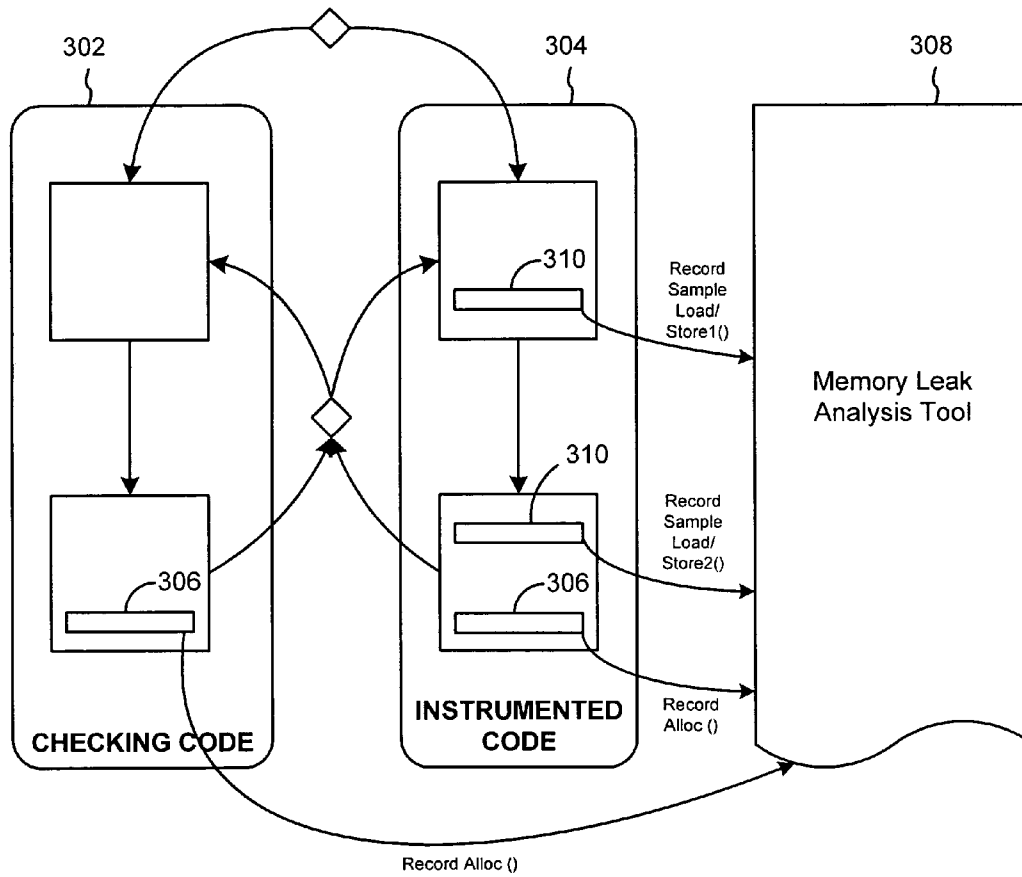 302
304
308
310
Record
Sample
Load/
Store1()
Memory Leak
Analysis Tool
310
Record
Sample
Load/
Store2()
306
306
Record
Alloc ()
INSTRUMENTED
CODE
CHECKING CODE
Record Alloc ()